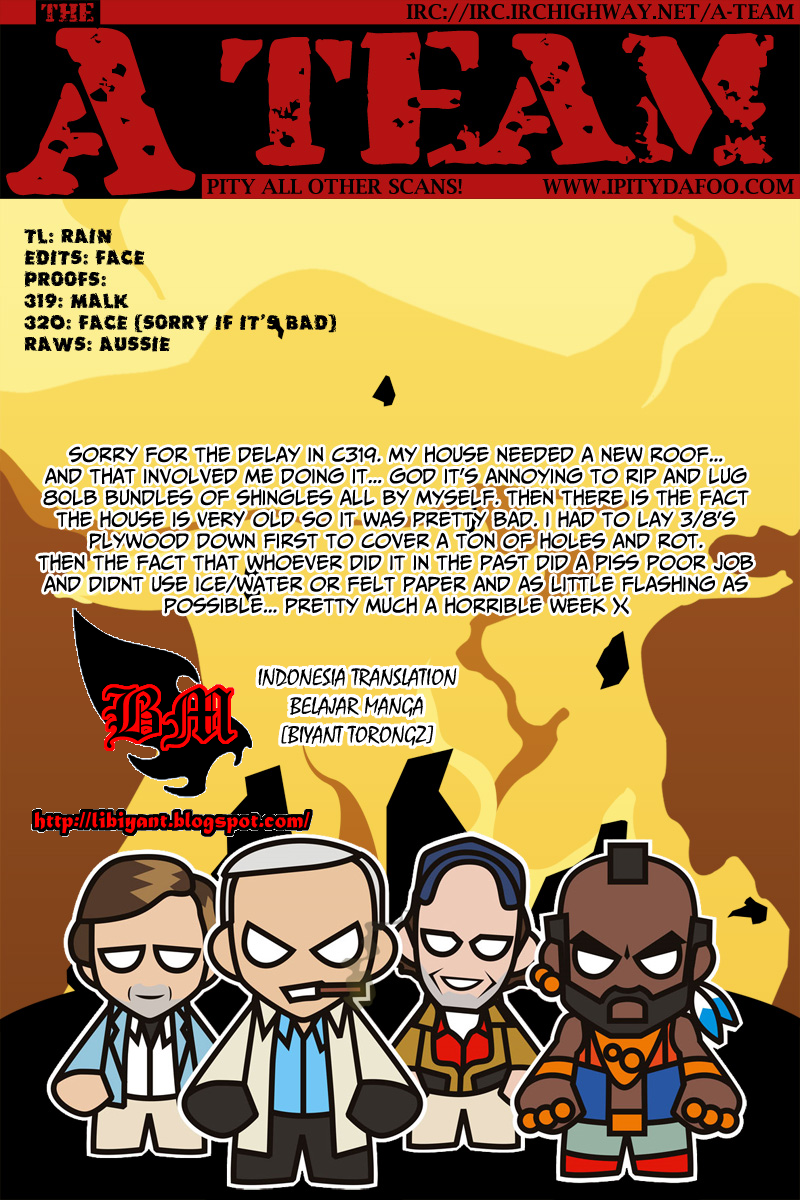 THE
IRC://IRC.IRCHIGHWAY.NET/A-TEAM
A TEAM
PITY ALL OTHER SCANS!
WWW.IPITYDAFOO.COM
TL: RAIN
EDITS: FACE
PROOFS:
319: MALK
320: FACE (SORRY IF IT'S BAD)
RAWS: AUSSIE
SORRY FOR THE DELAY IN C319. MY HOUSE NEEDED A NEW ROOF...
AND THAT INVOLVED ME DOING IT... GOD IT'S ANNOYING TO RIP AND LUG
80LB BUNDLES OF SHINGLES ALL BY MYSELF. THEN THERE IS THE FACT
THE HOUSE IS VERY OLD SO IT WAS PRETTY BAD. I HAD TO LAY 3/8'S
PLYWOOD DOWN FIRST TO COVER A TON OF HOLES AND ROT.
THEN THE FACT THAT WHOEVER DID IT IN THE PAST DID A PISS POOR JOB
AND DIDNT USE ICE/WATER OR FELT PAPER AND AS LITTLE FLASHING AS
POSSIBLE... PRETTY MUCH A HORRIBLE WEEK X
INDONESIA TRANSLATION
BELAJAR MANGA
[BIYANT TORONGZ]
BM
http://libiyant.blogspot.com/